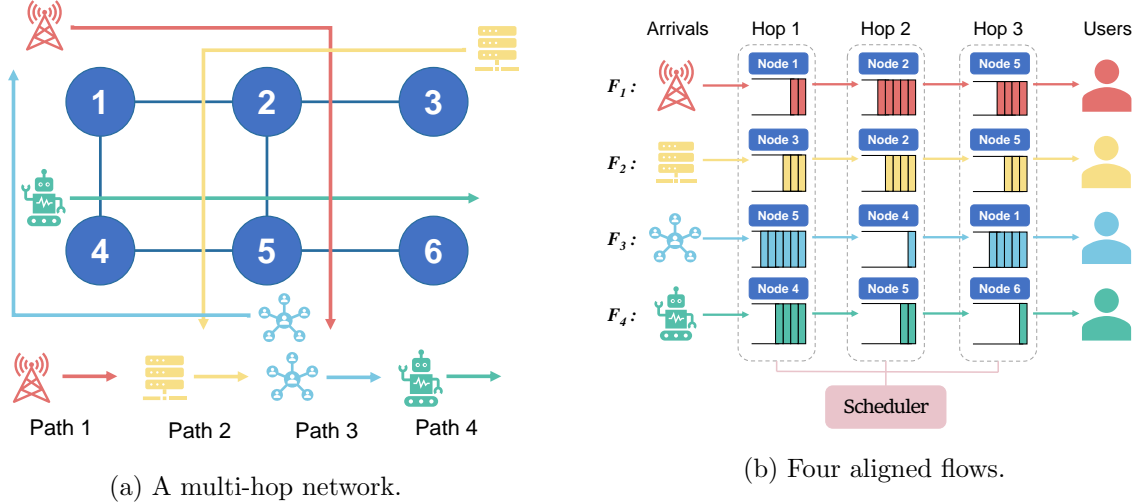 1 2 3
4 5 6
Path 1 Path 2 Path 3 Path 4
(a) A multi-hop network.
Arrivals Hop 1 Hop 2 Hop 3 Users
Node 1 Node 2 Node 5
F1 :
Node 3 Node 2 Node 5
F2 :
Node 5 Node 4 Node 1
F3 :
Node 4 Node 5 Node 6
F4 :
Scheduler
(b) Four aligned flows.